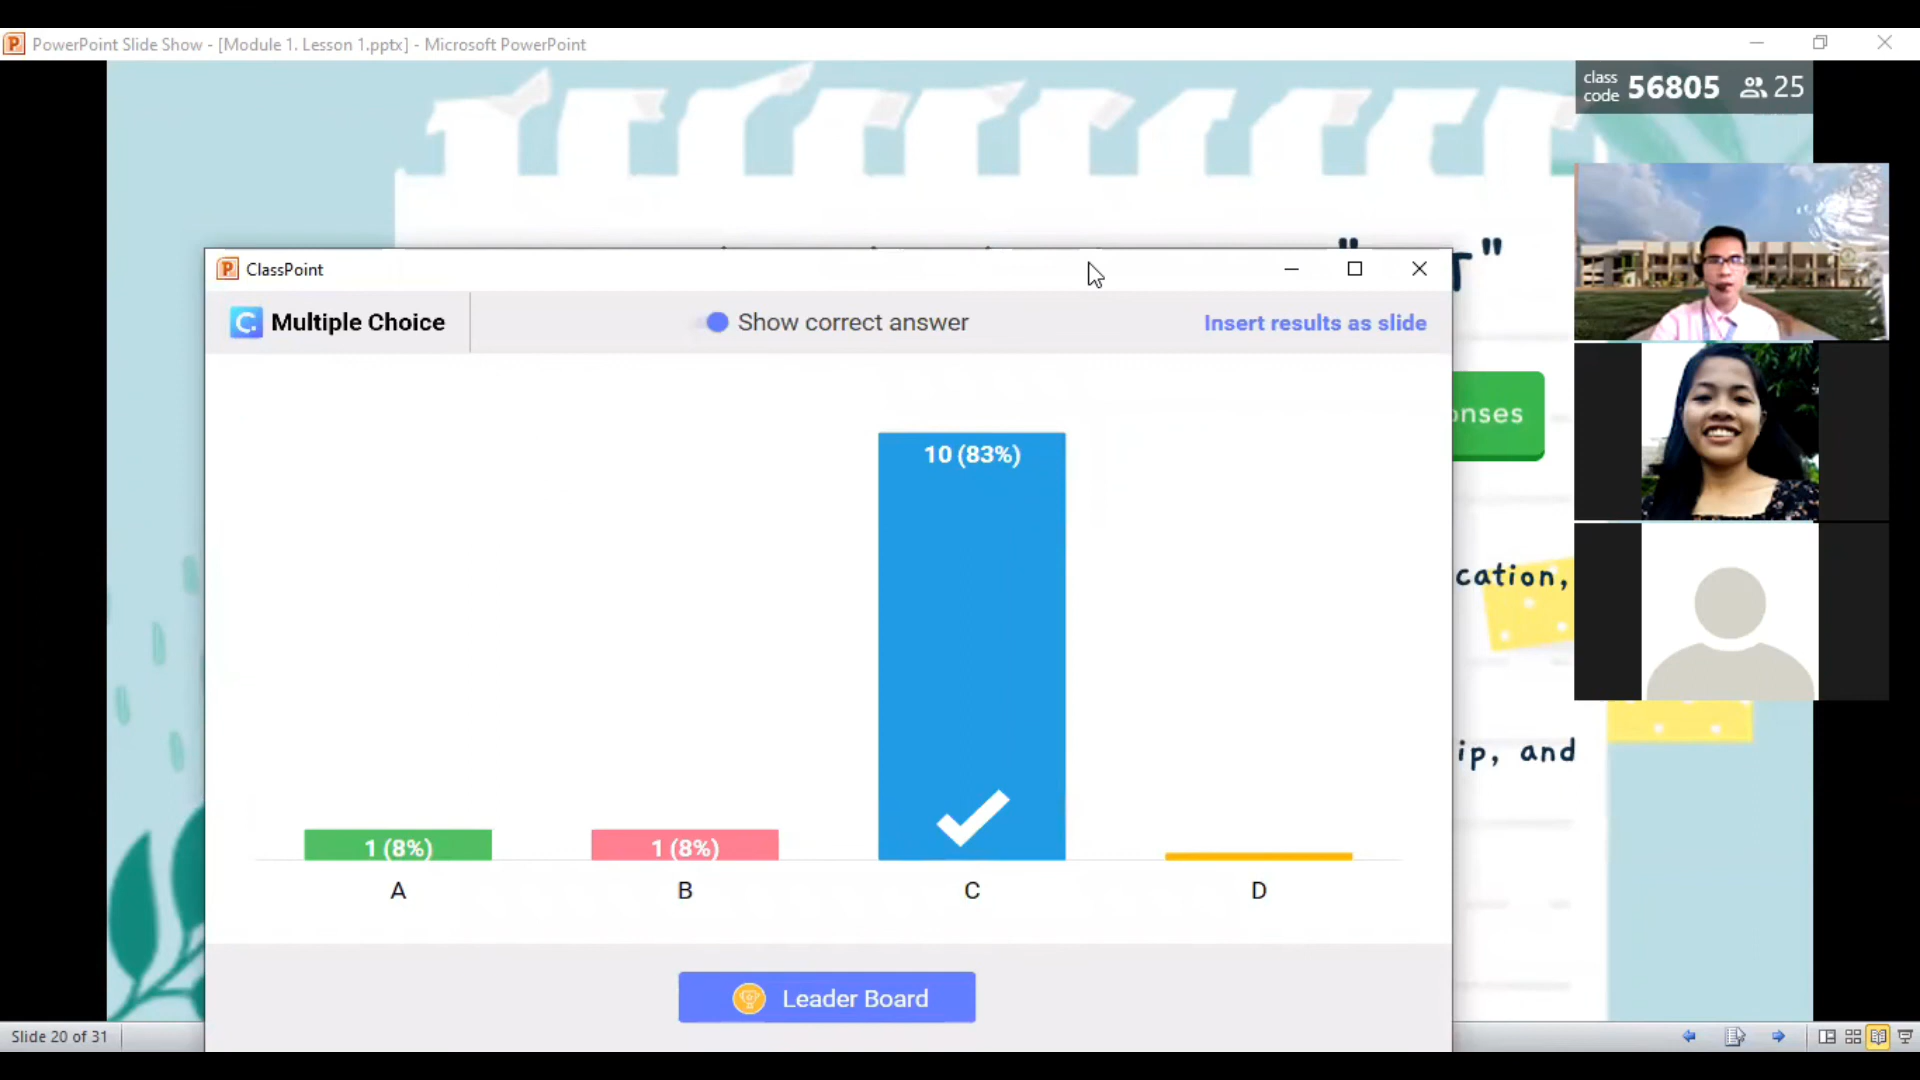 PowerPoint Slide Show - [Module 1. Lesson 1.pptx] - Microsoft PowerPoint
class code 56805 25
ClassPoint
Multiple Choice
Show correct answer
Insert results as slide
10 (83%)
cation,
ip, and
1 (8%)
1 (8%)
A
B
C
D
Leader Board
Slide 20 of 31